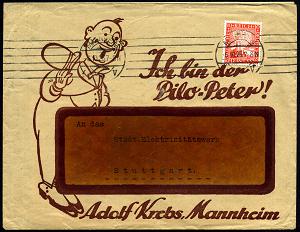 Ich bin der
Pilo-Peter!
An das
Städt.Elektrizitätswerk
Stuttgart.
Adolf Krebs, Mannheim